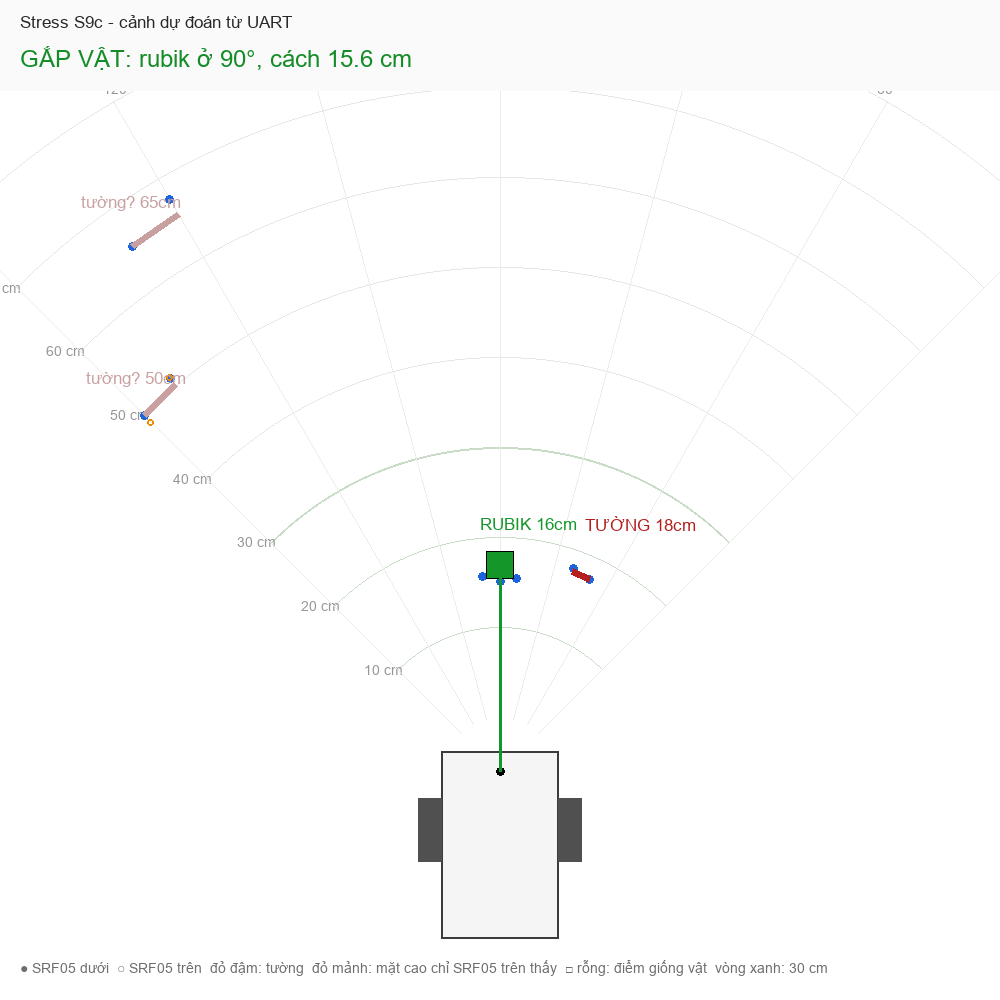 Stress S9c - cảnh dự đoán từ UART
GẮP VẬT: rubik ở 90°, cách 15.6 cm
tường? 65cm
cm
60 cm
tường? 50cm
50 cm
40 cm
30 cm
RUBIK 16cm TƯỜNG 18cm
20 cm
10 cm
● SRF05 dưới ○ SRF05 trên đỏ đậm: tường đỏ mảnh: mặt cao chỉ SRF05 trên thấy □ rỗng: điểm giống vật vòng xanh: 30 cm